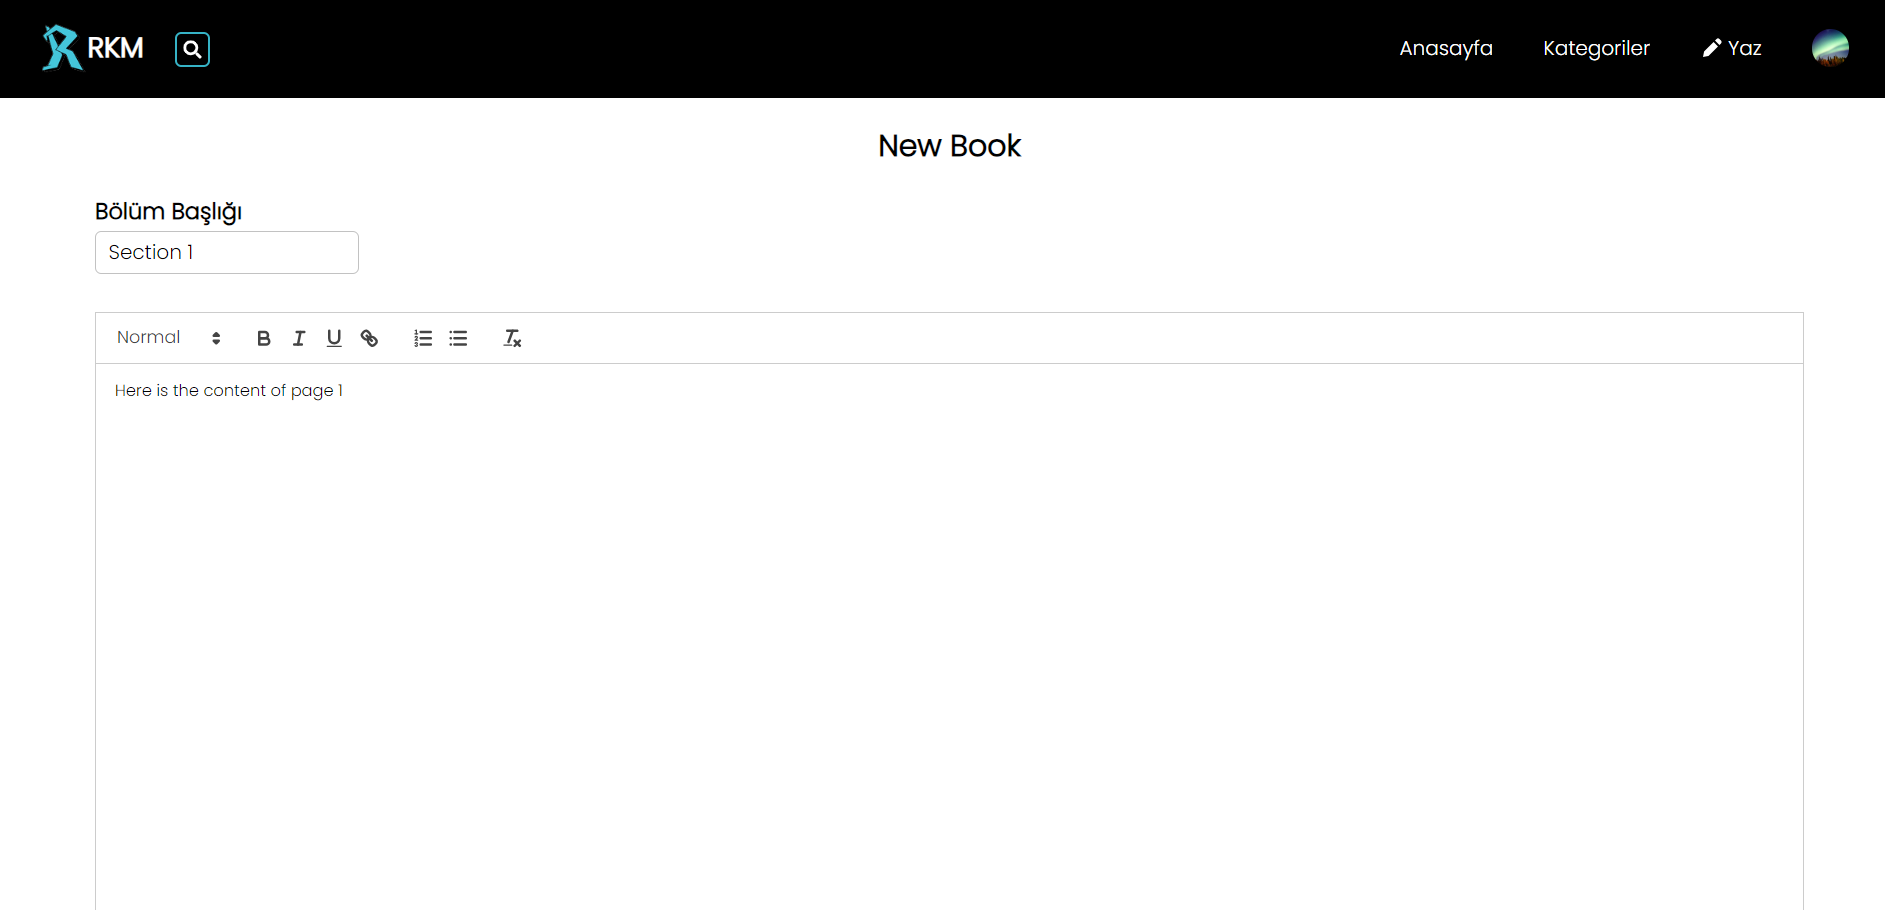 RKM
Anasayfa
Kategoriler
Yaz
New Book
Bölüm Başlığı
Section 1
Normal
Here is the content of page 1